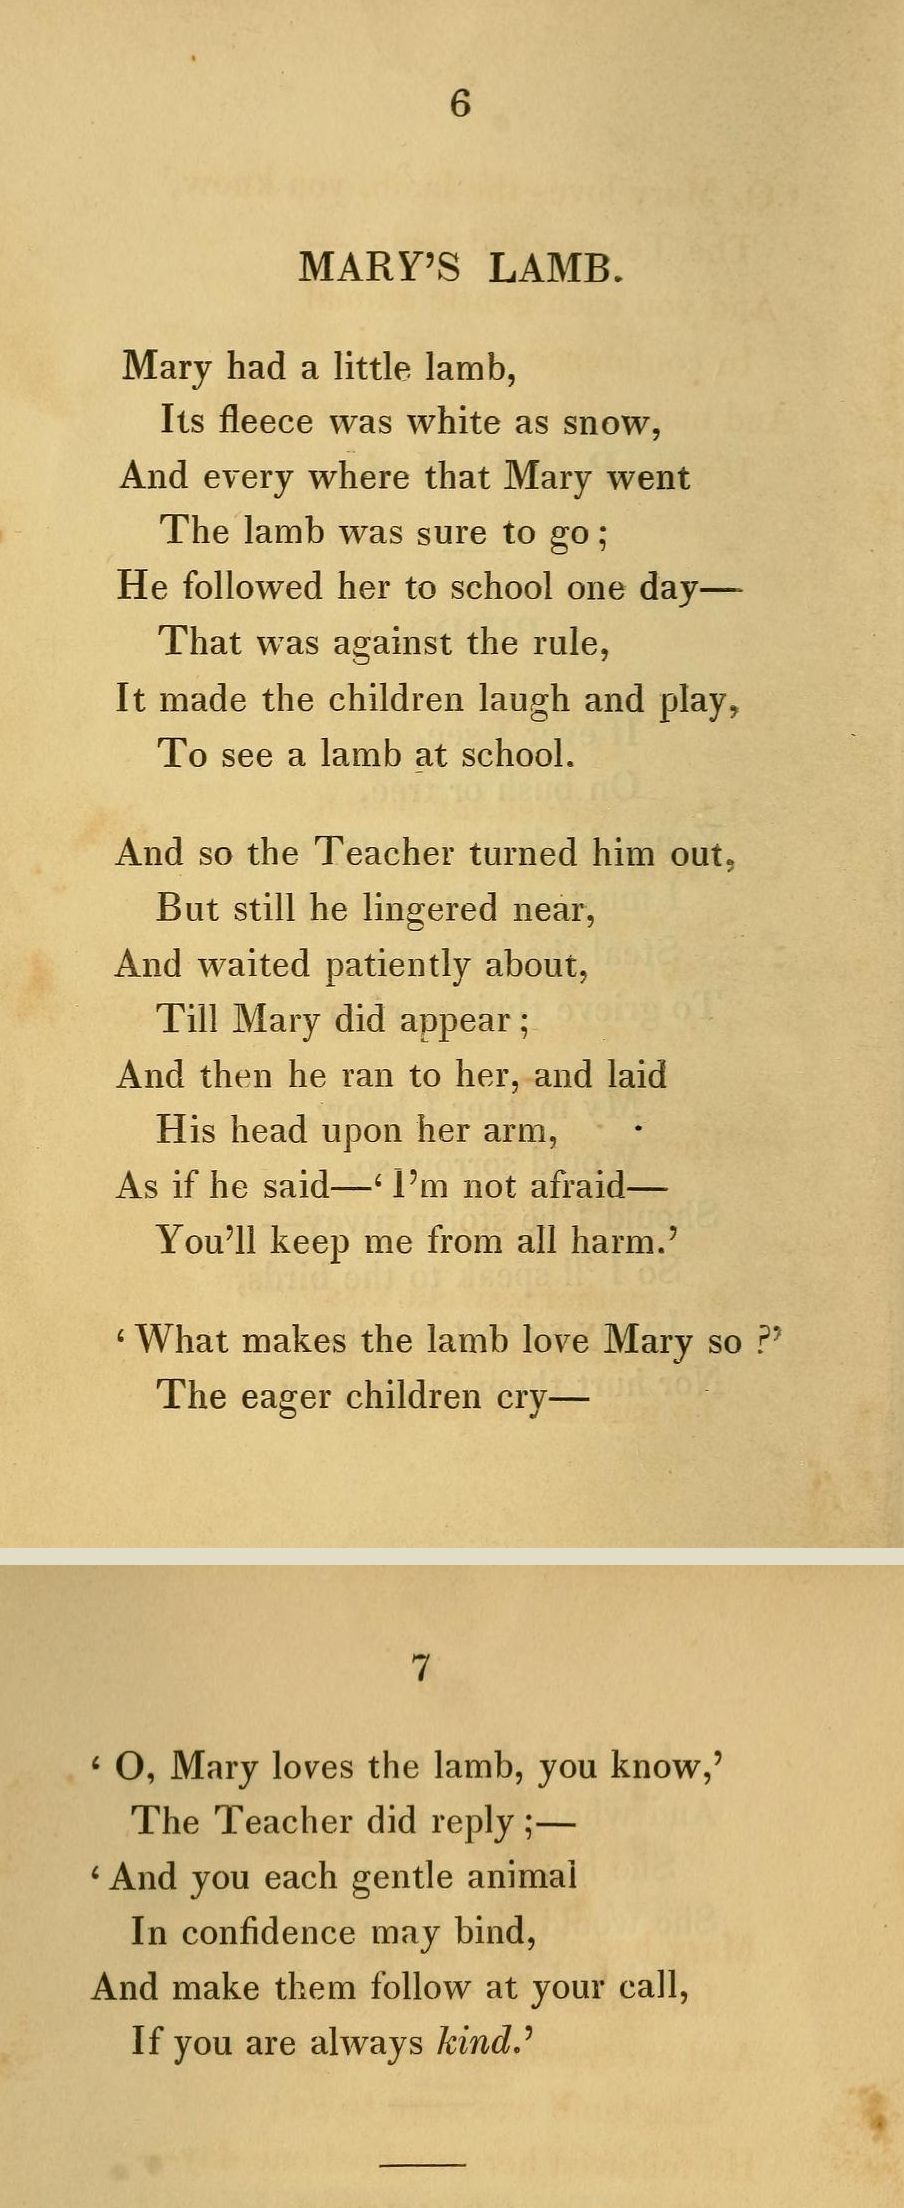 6
MARY'S LAMB.
Mary had a little lamb,
Its fleece was white as snow,
And every where that Mary went
The lamb was sure to go;
He followed her to school one day—
That was against the rule,
It made the children laugh and play,
To see a lamb at school.
And so the Teacher turned him out,
But still he lingered near,
And waited patiently about,
Till Mary did appear;
And then he ran to her, and laid
His head upon her arm,
As if he said—‘I’m not afraid—
You’ll keep me from all harm.’
‘What makes the lamb love Mary so?’
The eager children cry—
7
‘O, Mary loves the lamb, you know,’
The Teacher did reply;—
‘And you each gentle animal
In confidence may bind,
And make them follow at your call,
If you are always kind.’